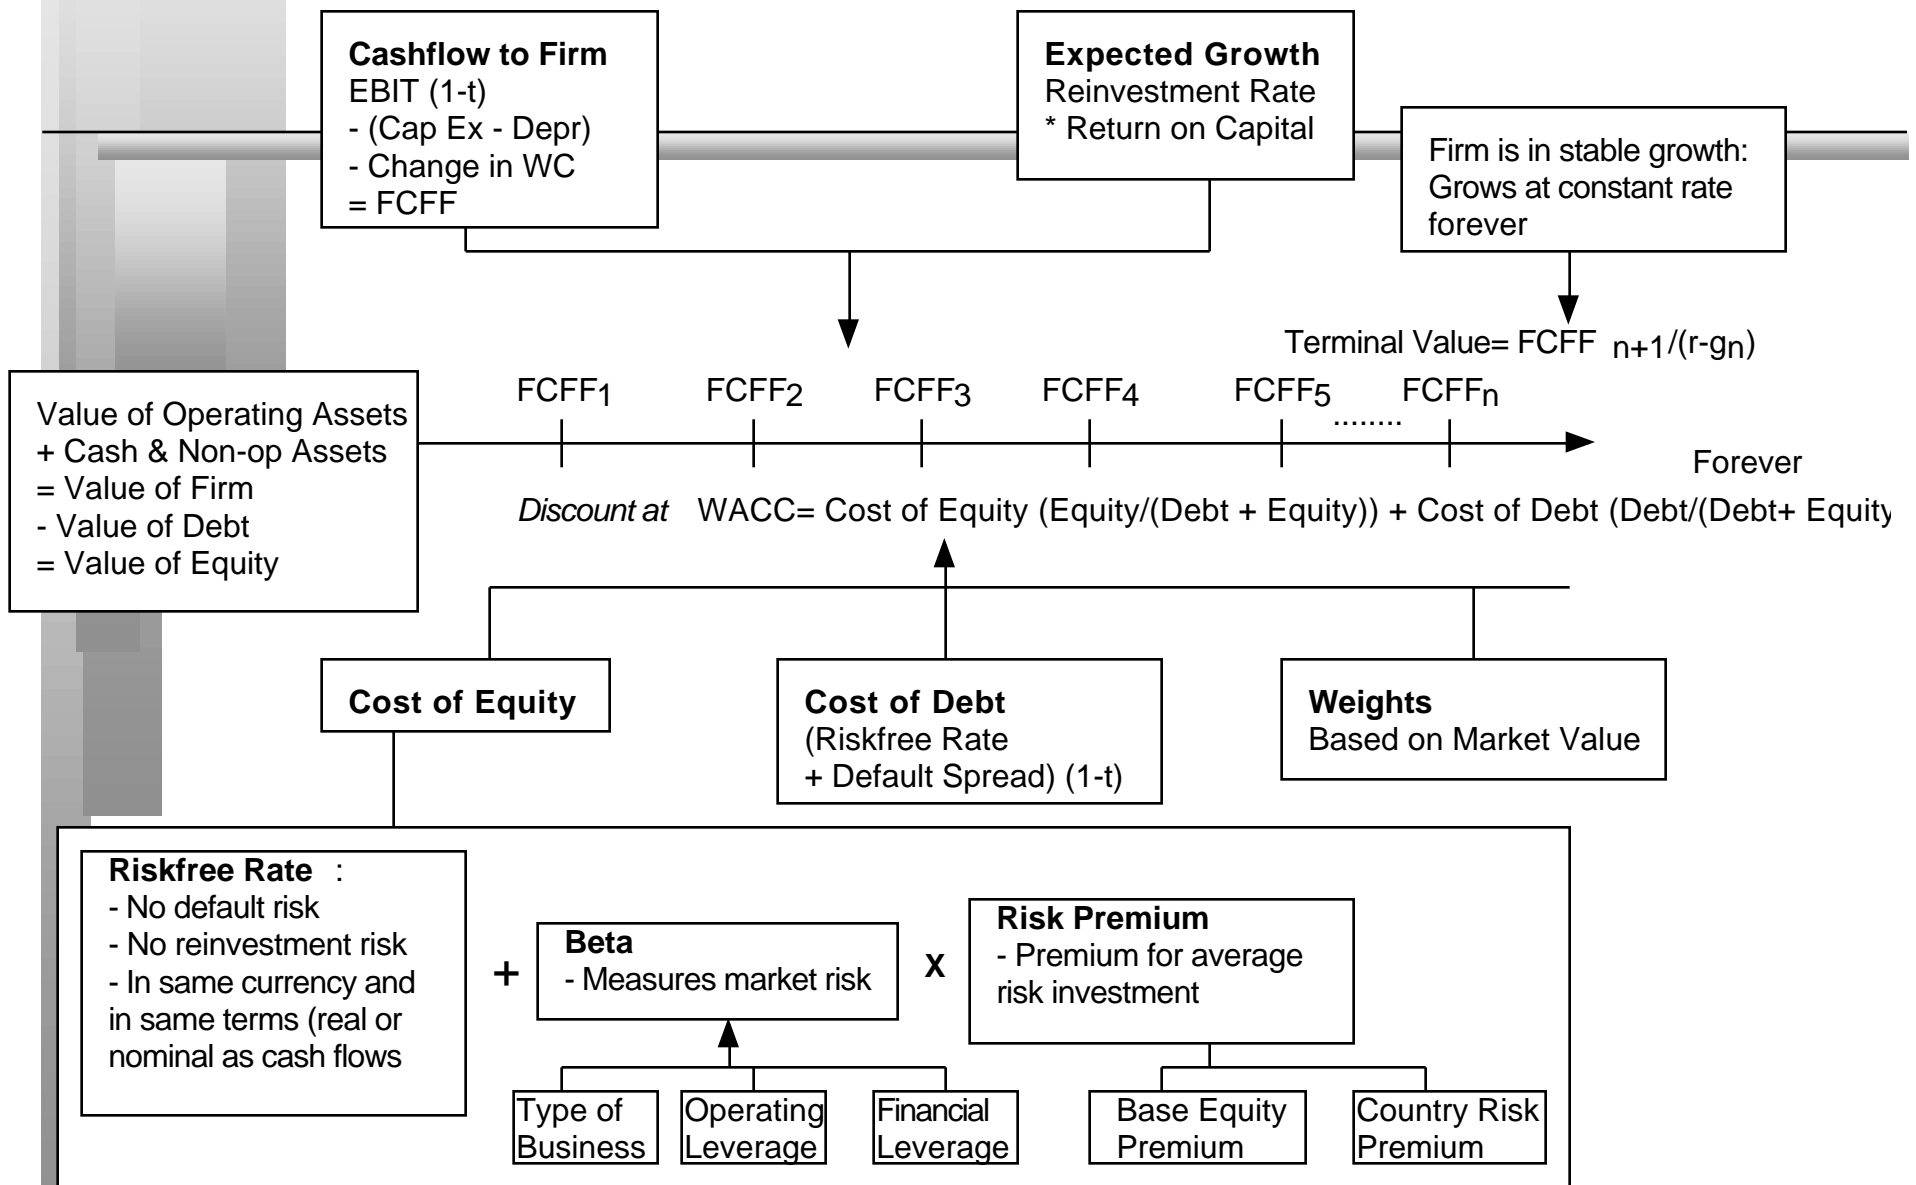 Cashflow to Firm
EBIT (1-t)
- (Cap Ex - Depr)
- Change in WC
= FCFF
Expected Growth
Reinvestment Rate
* Return on Capital
Firm is in stable growth:
Grows at constant rate
forever
Terminal Value= FCFF n+1/(r-gn)
FCFF1 FCFF2 FCFF3 FCFF4 FCFF5 ........ FCFFn
Forever
Value of Operating Assets
+ Cash & Non-op Assets
= Value of Firm
- Value of Debt
= Value of Equity
Discount at WACC= Cost of Equity (Equity/(Debt + Equity)) + Cost of Debt (Debt/(Debt+ Equity
Cost of Equity
Cost of Debt
(Riskfree Rate
+ Default Spread) (1-t)
Weights
Based on Market Value
Riskfree Rate :
- No default risk
- No reinvestment risk
- In same currency and
in same terms (real or
nominal as cash flows
+
Beta
- Measures market risk
X
Risk Premium
- Premium for average
risk investment
Type of
Business
Operating
Leverage
Financial
Leverage
Base Equity
Premium
Country Risk
Premium